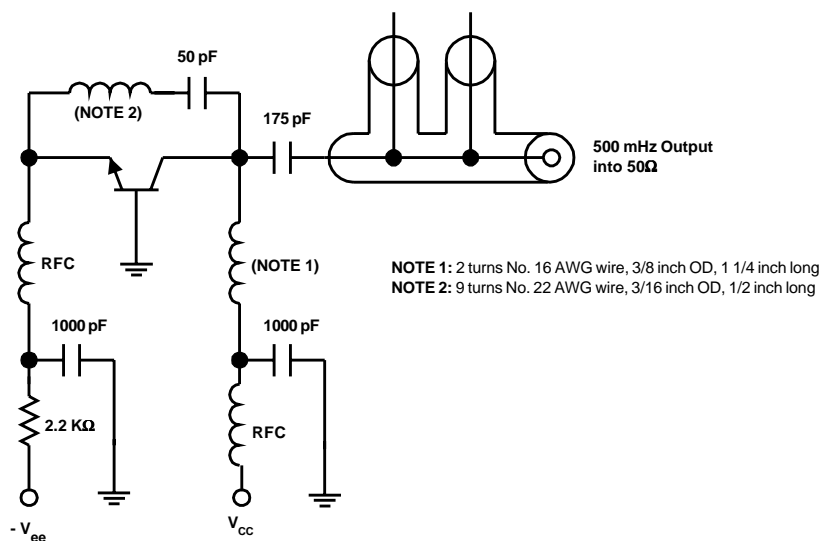 50 pF
(NOTE 2)
175 pF
500 mHz Output
into 50Ω
RFC
(NOTE 1)
NOTE 1: 2 turns No. 16 AWG wire, 3/8 inch OD, 1 1/4 inch long
NOTE 2: 9 turns No. 22 AWG wire, 3/16 inch OD, 1/2 inch long
1000 pF
1000 pF
2.2 KΩ
RFC
- Vee
VCC